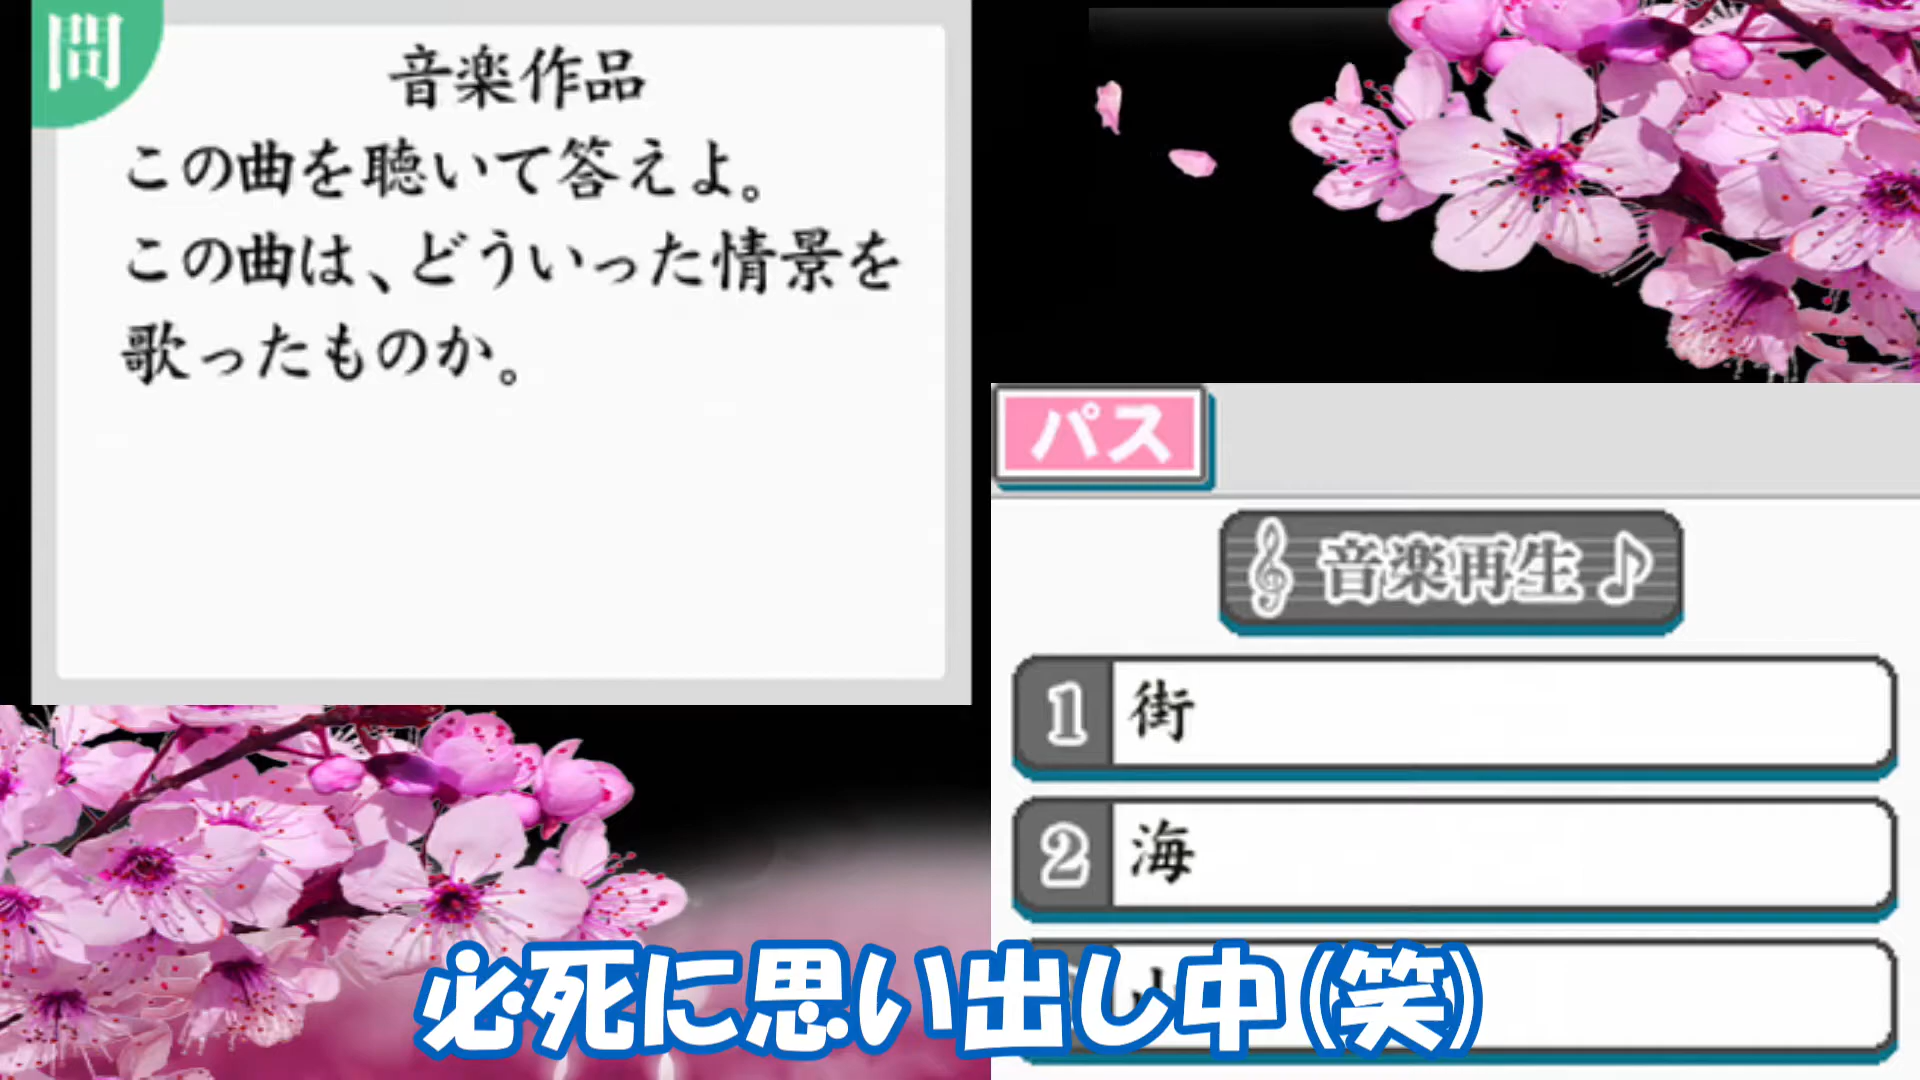 問
音楽作品
この曲を聴いて答えよ。
この曲は、どういった情景を
歌ったものか。
パス
音楽再生
1 街
2 海
必死に思い出し中(笑)